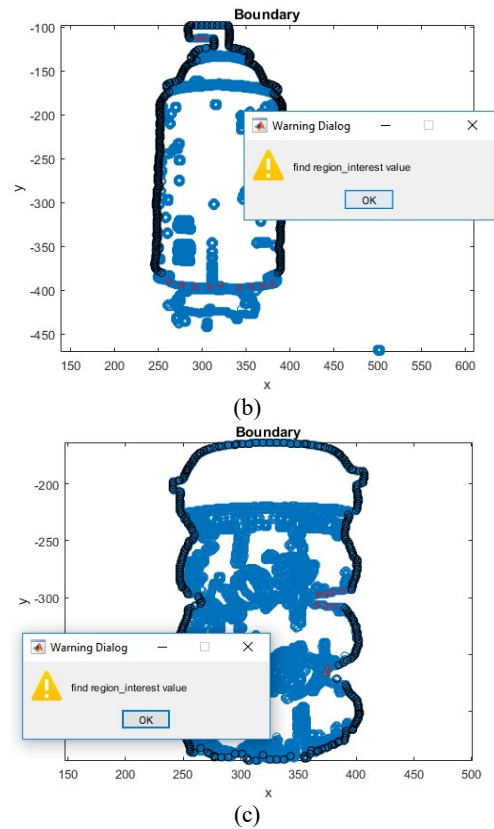 Boundary
-100
-150
-200
-250
-300
-350
-400
-450
y
150
200
250
300
350
400
450
500
550
600
x
Warning Dialog
find region_interest value
OK
(b)
Boundary
-200
-250
-300
y
Warning Dialog
find region_interest value
OK
150
200
250
300
350
400
450
500
x
(c)